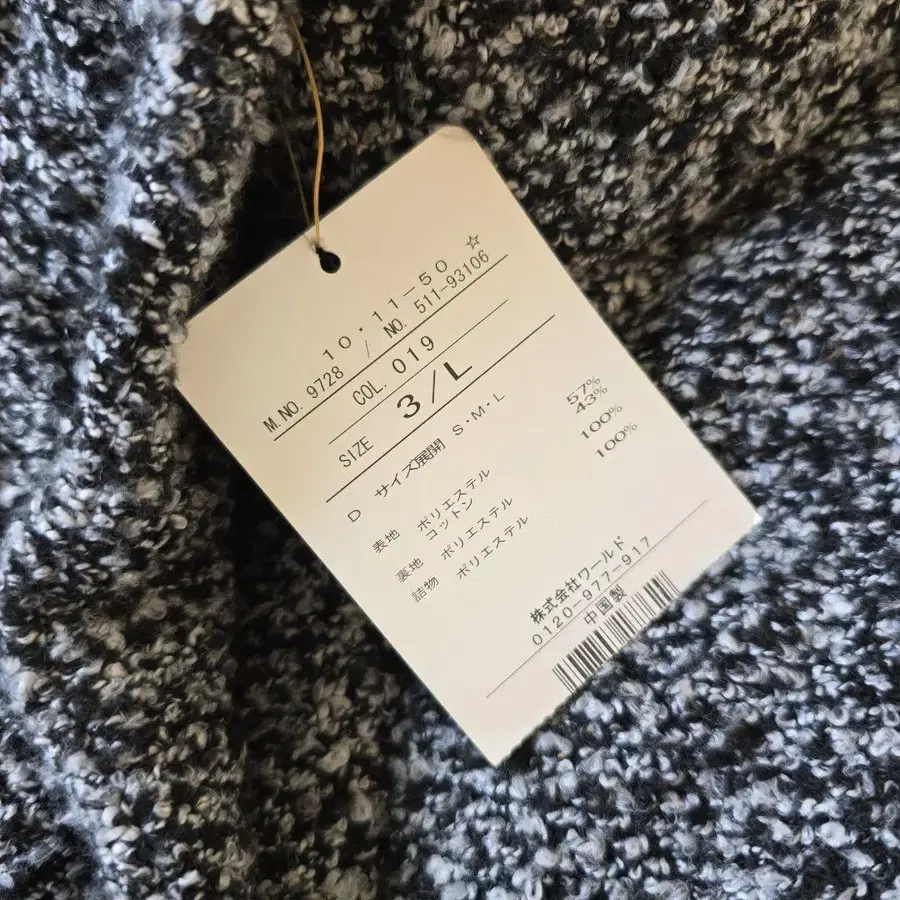 10・11-50 ☆
M.NO. 9728 / NO. 511-93106
COL. 019
SIZE 3/L
D サイズ展開 S・M・L
表地 ポリエステル 57%
コットン 43%
裏地 ポリエステル 100%
詰物 ポリエステル 100%
株式会社ワールド
0120-977-917
中国製